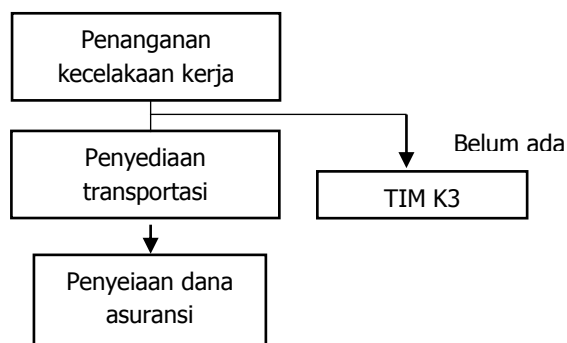 Penanganan
kecelakaan kerja
Penyediaan
transportasi
Belum ada
TIM K3
Penyeiaan dana
asuransi